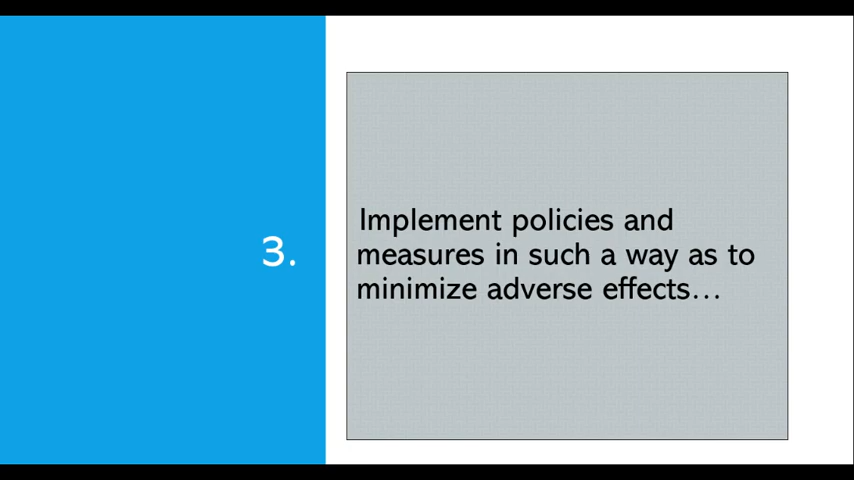 3.
Implement policies and
measures in such a way as to
minimize adverse effects…